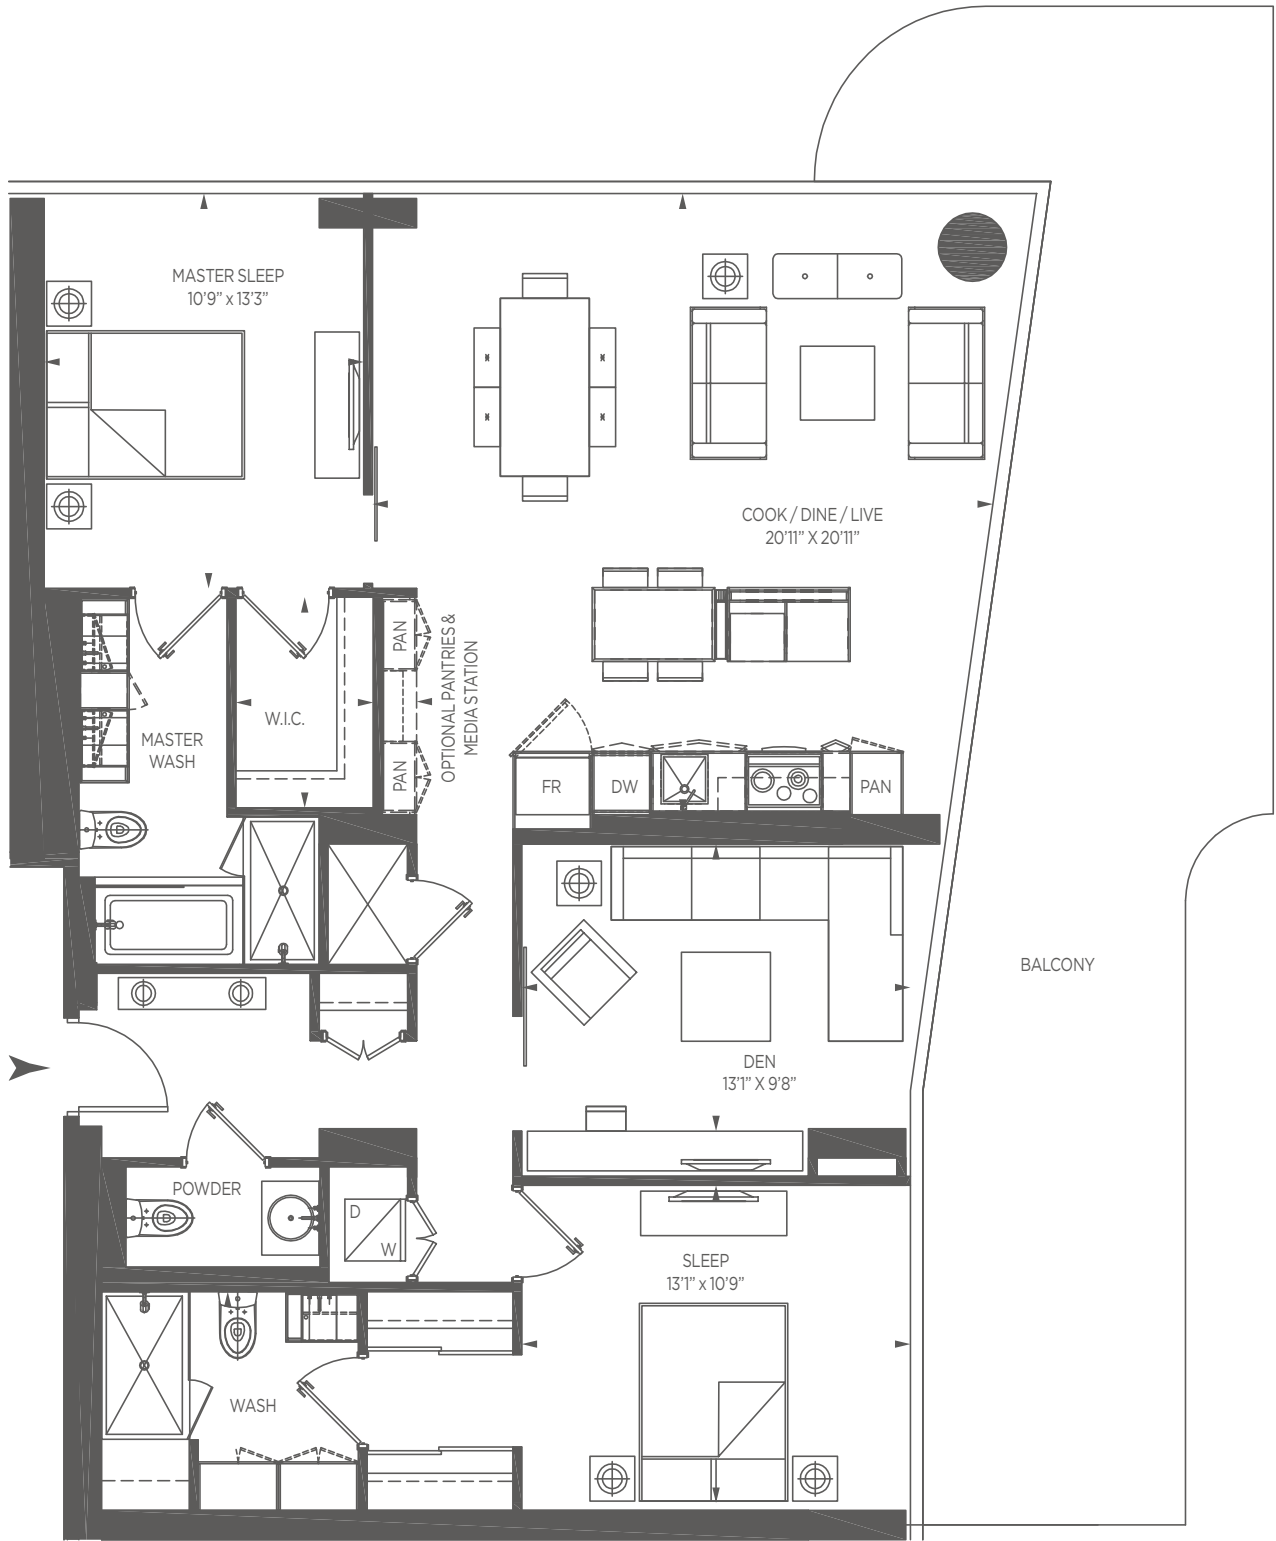 MASTER SLEEP
10'9" x 13'3"
COOK / DINE / LIVE
20'11" X 20'11"
PAN
OPTIONAL PANTRIES &
MEDIA STATION
W.I.C.
MASTER
WASH
PAN
FR
DW
PAN
BALCONY
DEN
13'1" X 9'8"
POWDER
D
W
SLEEP
13'1" x 10'9"
WASH